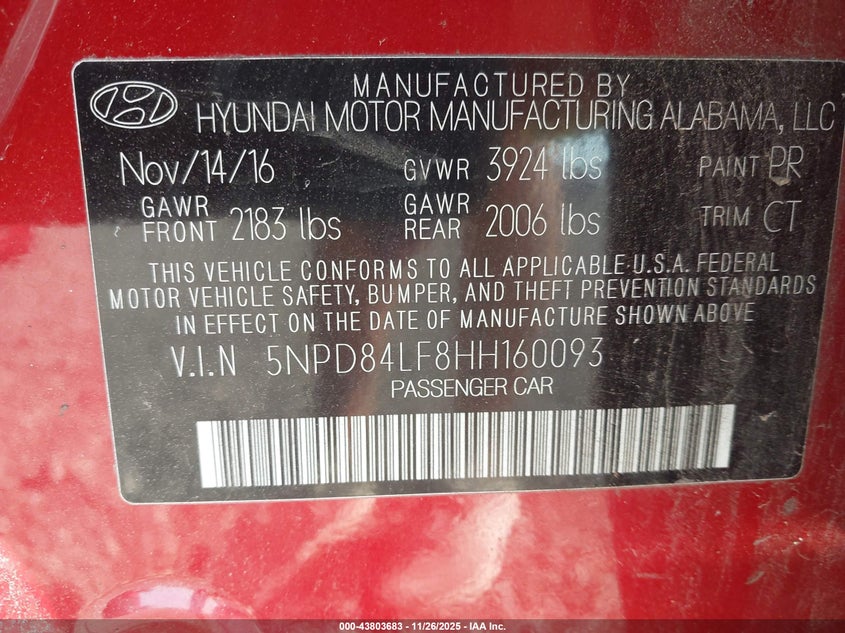 MANUFACTURED BY
HYUNDAI MOTOR MANUFACTURING ALABAMA, LLC
Nov/14/16 GVWR 3924 lbs PAINT PR
GAWR FRONT 2183 lbs GAWR REAR 2006 lbs TRIM CT
THIS VEHICLE CONFORMS TO ALL APPLICABLE U.S.A. FEDERAL
MOTOR VEHICLE SAFETY, BUMPER, AND THEFT PREVENTION STANDARDS
IN EFFECT ON THE DATE OF MANUFACTURE SHOWN ABOVE
V.I.N 5NPD84LF8HH160093
PASSENGER CAR
000-43803683 | 11/26/2025 - IAA Inc.